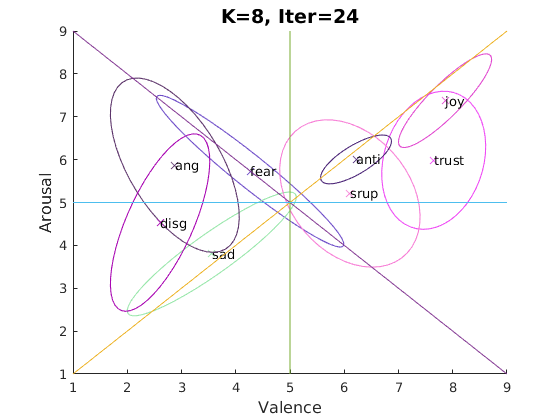 K=8, Iter=24
9
8
7
6
5
4
3
2
1
Arousal
joy
ang
fear
anti
trust
srup
disg
sad
1 2 3 4 5 6 7 8 9
Valence